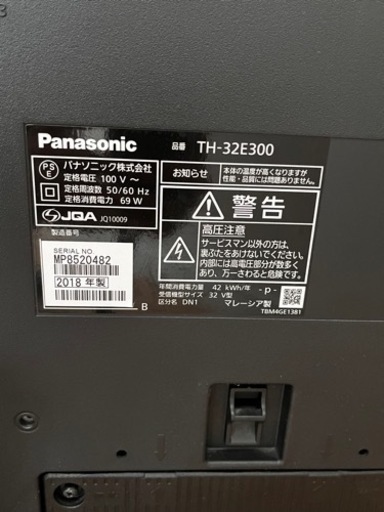 Panasonic
品番 TH-32E300
PSE
パナソニック株式会社
定格電圧 100 V~
定格周波数 50/60 Hz
定格消費電力 69 W
JQA JQ10009
製造番号
SERIAL NO.
MP8520482
2018 年製
B
お知らせ
本体の温度が高くなりますが
性能・品質には問題ありません。
警告
高圧注意
サービスマン以外の方は、
裏ぶたをあけないでください。
内部には高電圧部分が数多く
あり、万一さわると危険です。
年間消費電力量 42 kWh/年
受信機型サイズ 32 V型
区分名 DN1
-p-
マレーシア製
TBM4GE1381